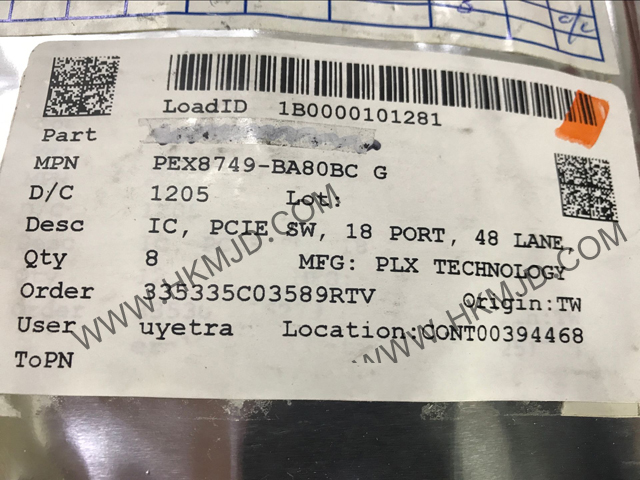 LoadID 1B0000101281
Part
MPN PEX8749-BA80BC G
D/C 1205 Lot:
Desc IC, PCIE SW, 18 PORT, 48 LANE,
Qty 8 MFG: PLX TECHNOLOGY
Order 335335C03589RTV Origin:TW
User uyetra Location:CONT00394468
ToPN
WWW.HKMJD.COM
WWW.HKMJD.COM